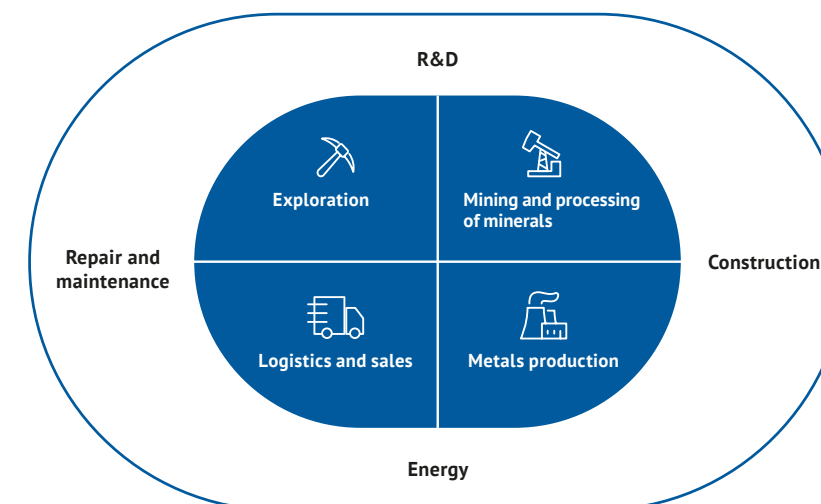 R&D
Exploration
Mining and processing
of minerals
Repair and
maintenance
Construction
Logistics and sales
Metals production
Energy